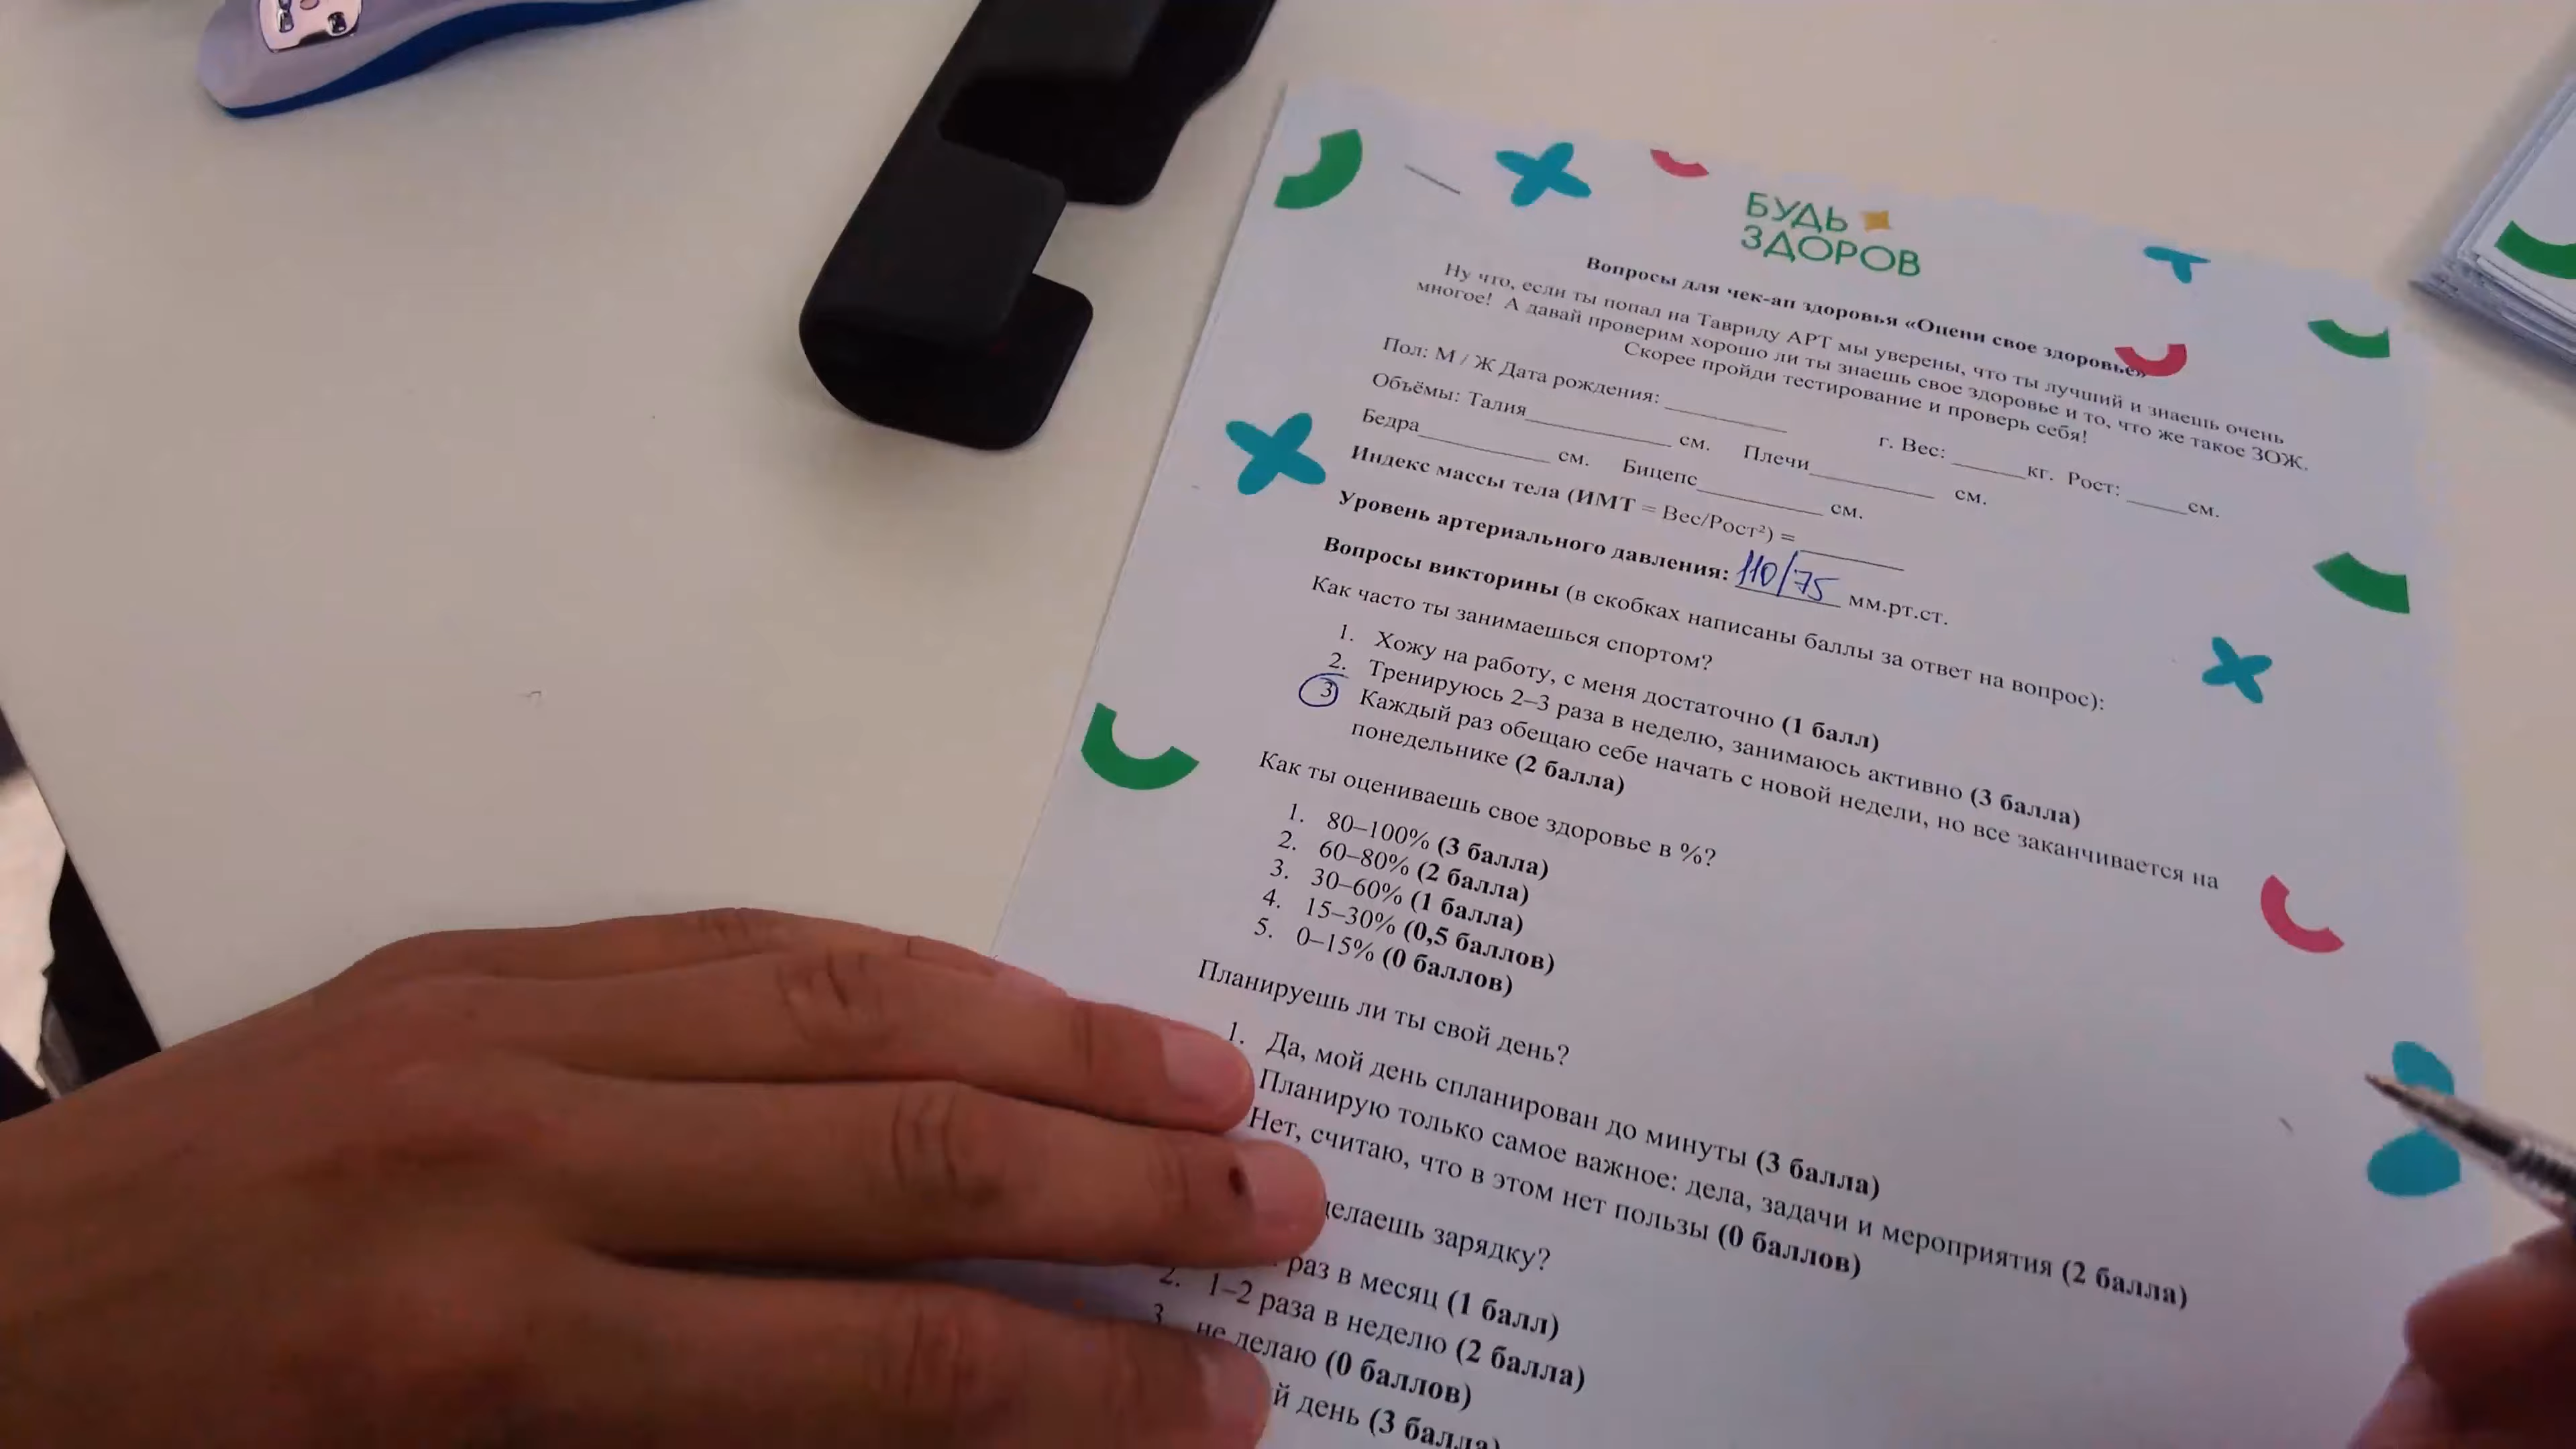 БУДЬ
ЗДОРОВ
Вопросы для чек-ап здоровья «Оцени свое здоровье»
Ну что, если ты попал на Тавриду АРТ мы уверены, что ты лучший и знаешь очень
многое! А давай проверим хорошо ли ты знаешь свое здоровье и то, что же такое ЗОЖ.
Скорее пройди тестирование и проверь себя!
Пол: М / Ж Дата рождения: __________ г. Вес: ______кг. Рост: _____см.
Объёмы: Талия__________ см. Плечи__________ см.
Бедра__________ см. Бицепс__________ см.
Индекс массы тела (ИМТ = Вес/Рост²) = ________
Уровень артериального давления: 110/75 мм.рт.ст.
Вопросы викторины (в скобках написаны баллы за ответ на вопрос):
Как часто ты занимаешься спортом?
1. Хожу на работу, с меня достаточно (1 балл)
2. Тренируюсь 2–3 раза в неделю, занимаюсь активно (3 балла)
3 Каждый раз обещаю себе начать с новой недели, но все заканчивается на
понедельнике (2 балла)
Как ты оцениваешь свое здоровье в %?
1. 80–100% (3 балла)
2. 60–80% (2 балла)
3. 30–60% (1 балла)
4. 15–30% (0,5 баллов)
5. 0–15% (0 баллов)
Планируешь ли ты свой день?
1. Да, мой день спланирован до минуты (3 балла)
Планирую только самое важное: дела, задачи и мероприятия (2 балла)
Нет, считаю, что в этом нет пользы (0 баллов)
делаешь зарядку?
раз в месяц (1 балл)
2. 1–2 раза в неделю (2 балла)
3. не делаю (0 баллов)
день (3 балла)